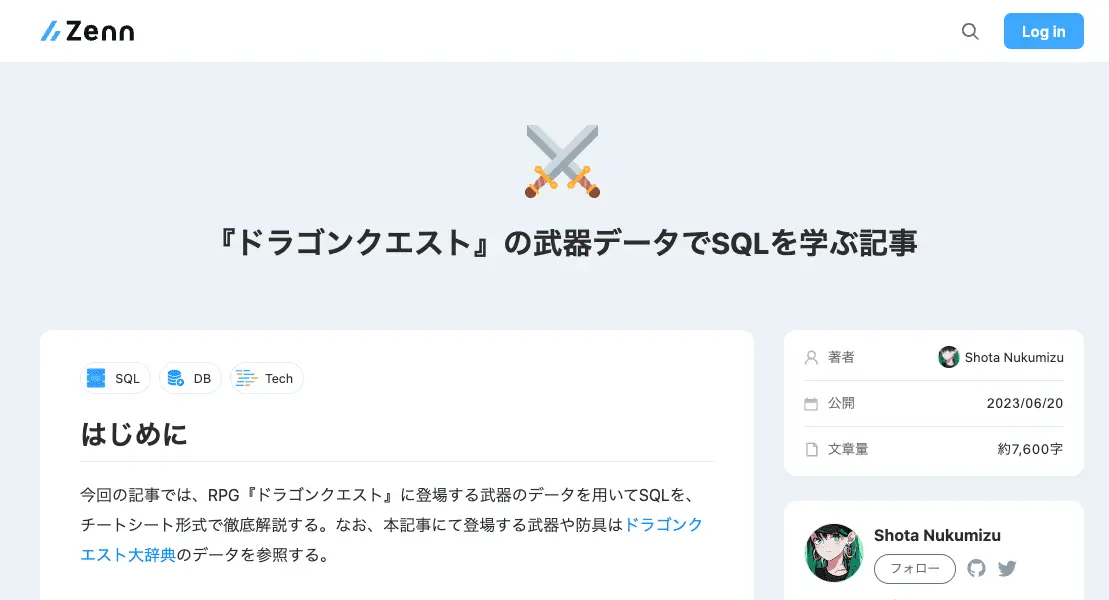 Zenn
Log in
『ドラゴンクエスト』の武器データでSQLを学ぶ記事
SQL
DB
Tech
はじめに
今回の記事では、RPG『ドラゴンクエスト』に登場する武器のデータを用いてSQLを、
チートシート形式で徹底解説する。なお、本記事にて登場する武器や防具はドラゴンク
エスト大辞典のデータを参照する。
著者 Shota Nukumizu
公開 2023/06/20
文章量 約7,600字
Shota Nukumizu
フォロー